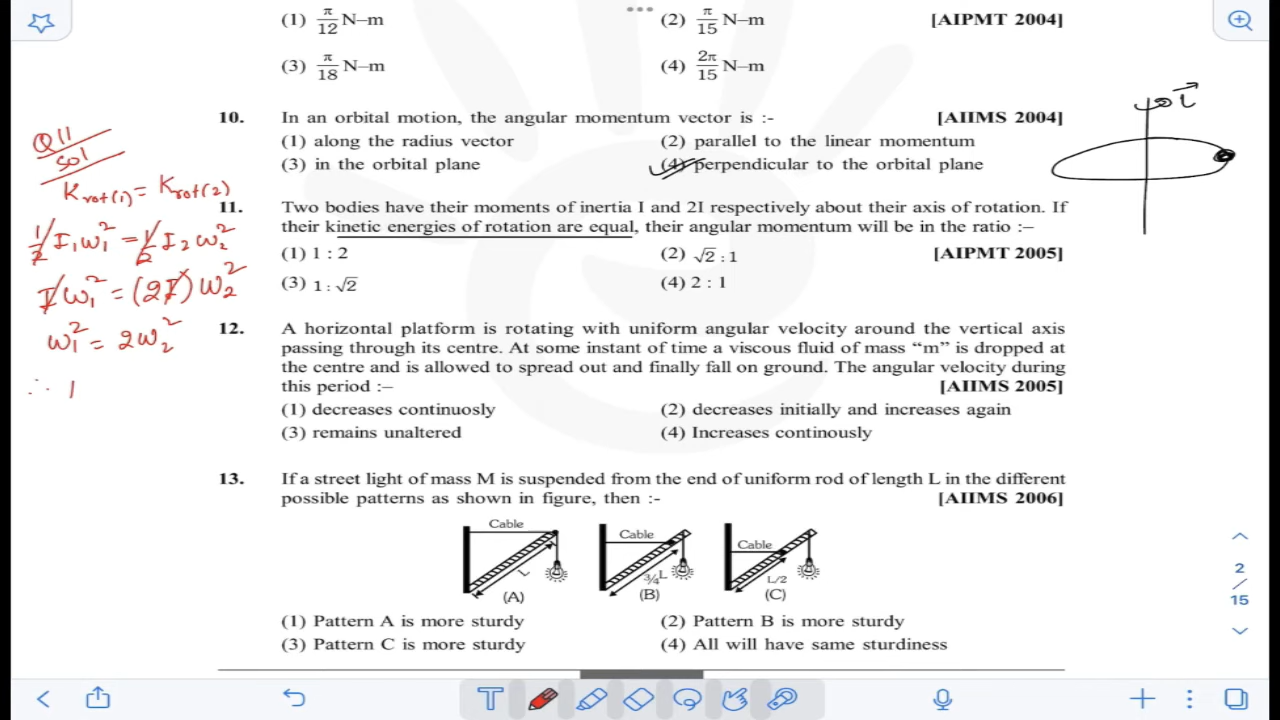 (1) π/12 N–m (2) π/15 N–m [AIPMT 2004]
(3) π/18 N–m (4) 2π/15 N–m
10. In an orbital motion, the angular momentum vector is :- [AIIMS 2004]
(1) along the radius vector (2) parallel to the linear momentum
(3) in the orbital plane (4) perpendicular to the orbital plane
L
Q11
Sol
K rot(1) = K rot(2)
1/2 I₁ω₁² = 1/2 I₂ω₂²
Iω₁² = (2I) ω₂²
ω₁² = 2ω₂²
∴
11. Two bodies have their moments of inertia I and 2I respectively about their axis of rotation. If
their kinetic energies of rotation are equal, their angular momentum will be in the ratio :–
(1) 1 : 2 (2) √2 : 1 [AIPMT 2005]
(3) 1 : √2 (4) 2 : 1
12. A horizontal platform is rotating with uniform angular velocity around the vertical axis
passing through its centre. At some instant of time a viscous fluid of mass “m” is dropped at
the centre and is allowed to spread out and finally fall on ground. The angular velocity during
this period :– [AIIMS 2005]
(1) decreases continuosly (2) decreases initially and increases again
(3) remains unaltered (4) Increases continously
13. If a street light of mass M is suspended from the end of uniform rod of length L in the different
possible patterns as shown in figure, then :- [AIIMS 2006]
Cable Cable Cable
L ¾L L/2
(A) (B) (C)
(1) Pattern A is more sturdy (2) Pattern B is more sturdy
(3) Pattern C is more sturdy (4) All will have same sturdiness
2
/
15
T